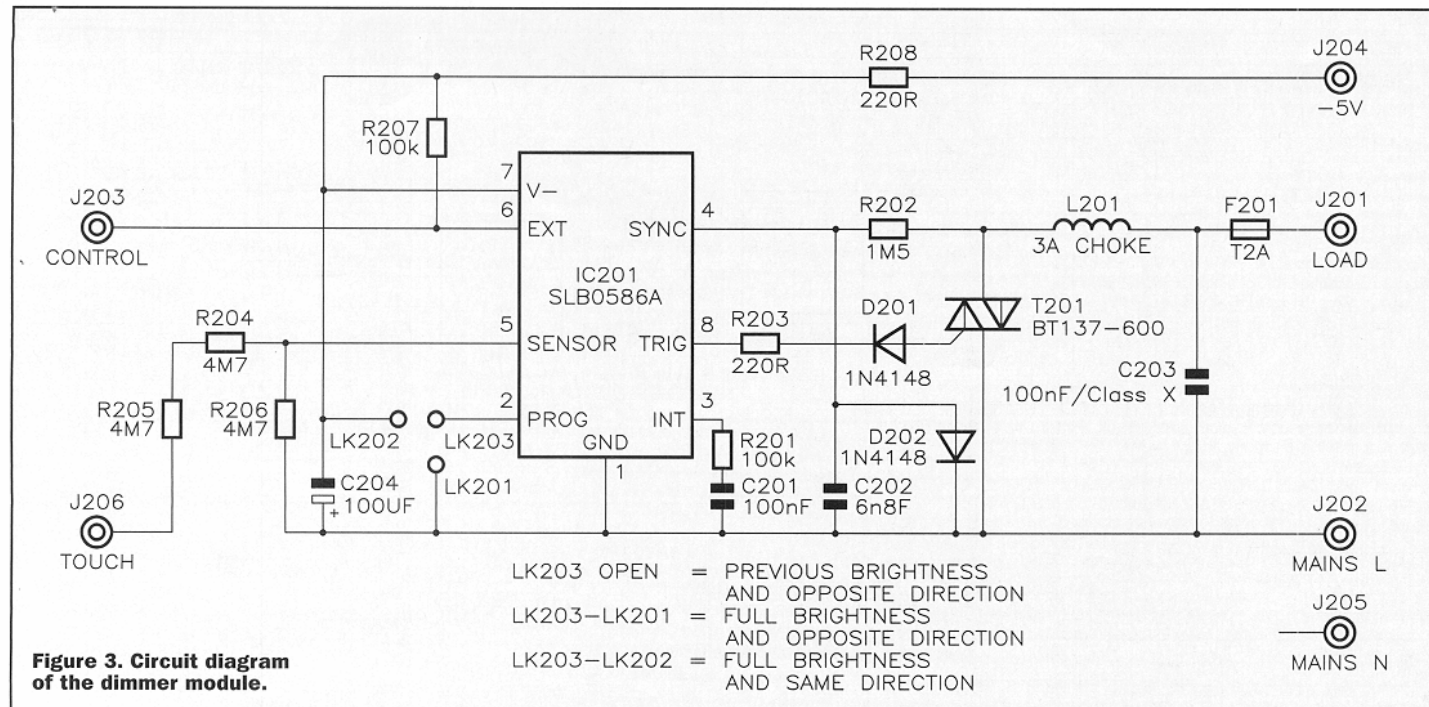 R208
220R
J204
-5V
R207
100k
J203
CONTROL
7
V-
6
EXT
4
SYNC
IC201
SLB0586A
R202
1M5
L201
3A CHOKE
F201
T2A
J201
LOAD
R204
4M7
5
SENSOR
8
TRIG
R203
220R
D201
1N4148
T201
BT137-600
C203
100nF/Class X
R205
4M7
R206
4M7
2
PROG
3
INT
GND
1
LK202
LK203
LK201
R201
100k
C201
100nF
D202
1N4148
C202
6n8F
C204
100UF
+
J206
TOUCH
J202
MAINS L
LK203 OPEN = PREVIOUS BRIGHTNESS
AND OPPOSITE DIRECTION
LK203-LK201 = FULL BRIGHTNESS
AND OPPOSITE DIRECTION
LK203-LK202 = FULL BRIGHTNESS
AND SAME DIRECTION
J205
MAINS N
Figure 3. Circuit diagram
of the dimmer module.